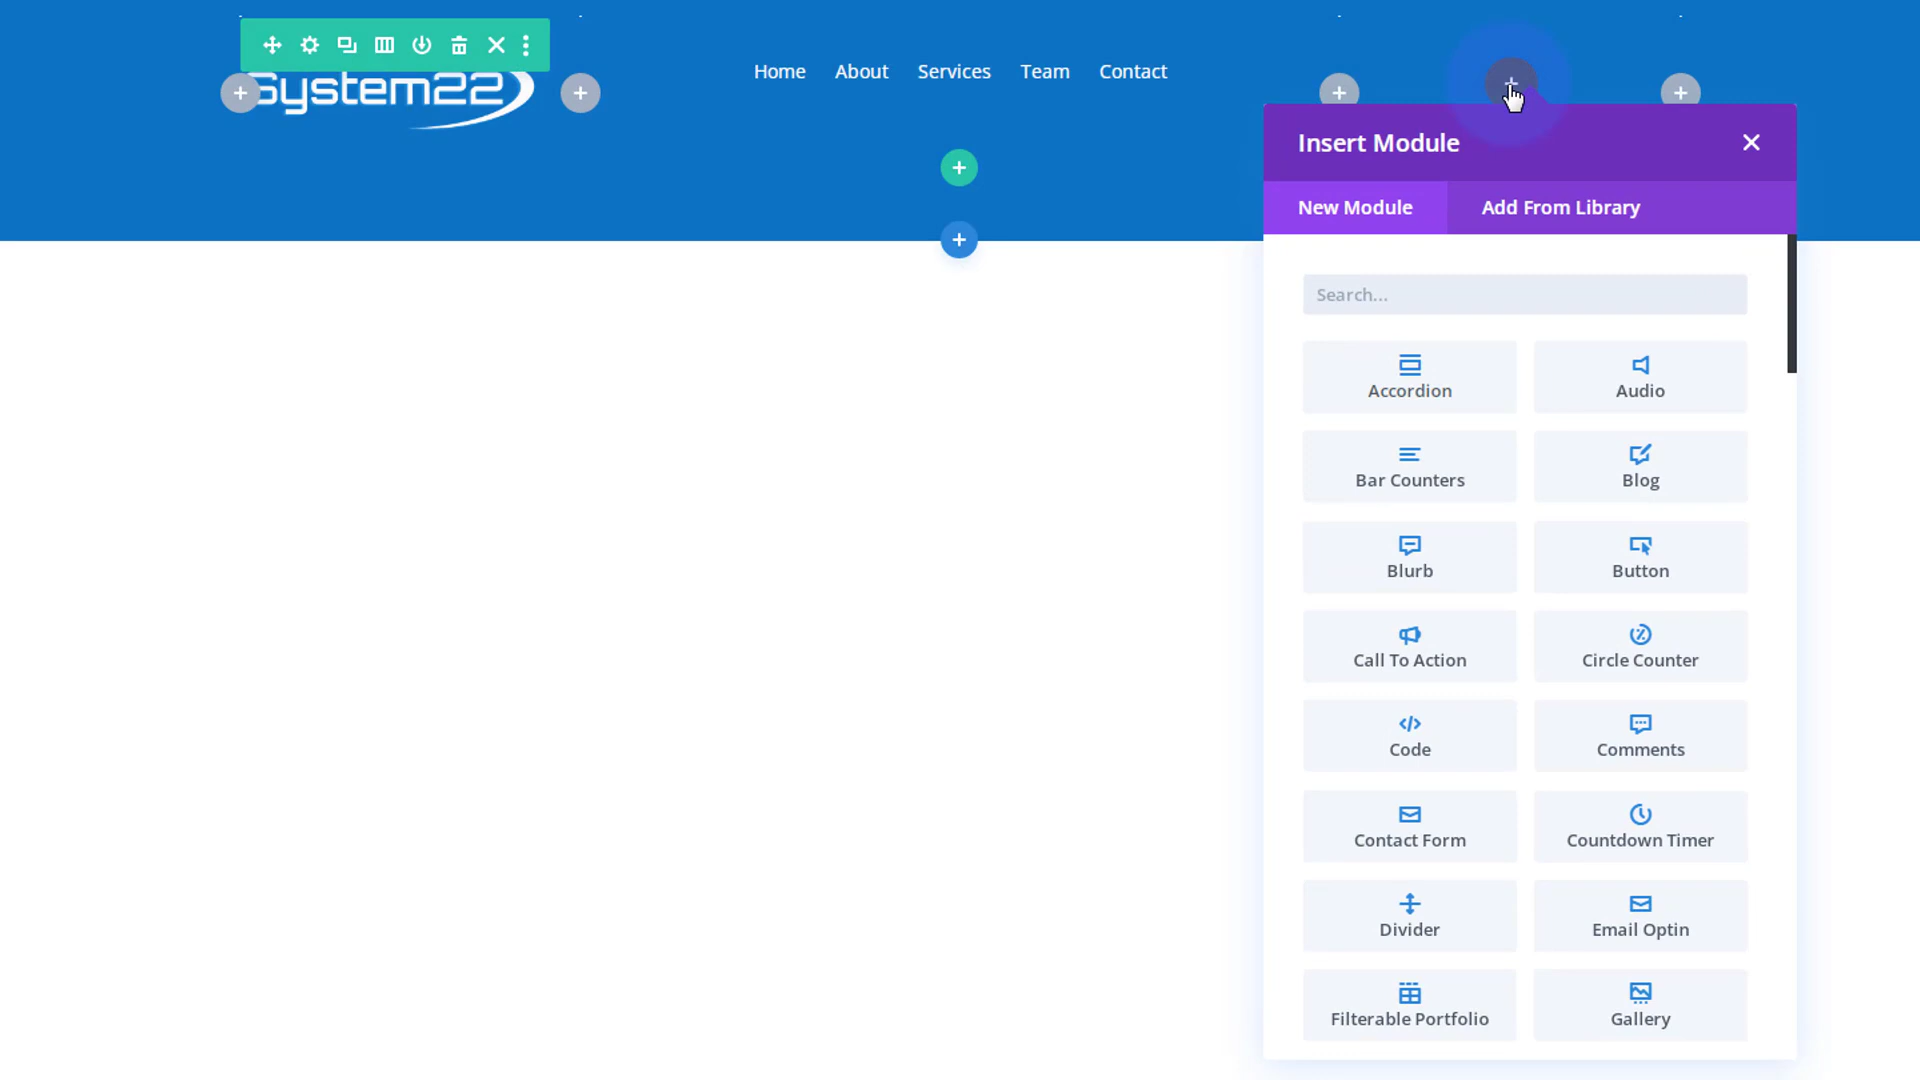 System22
Home About Services Team Contact
Insert Module
New Module Add From Library
Search...
Accordion Audio
Bar Counters Blog
Blurb Button
Call To Action Circle Counter
Code Comments
Contact Form Countdown Timer
Divider Email Optin
Filterable Portfolio Gallery